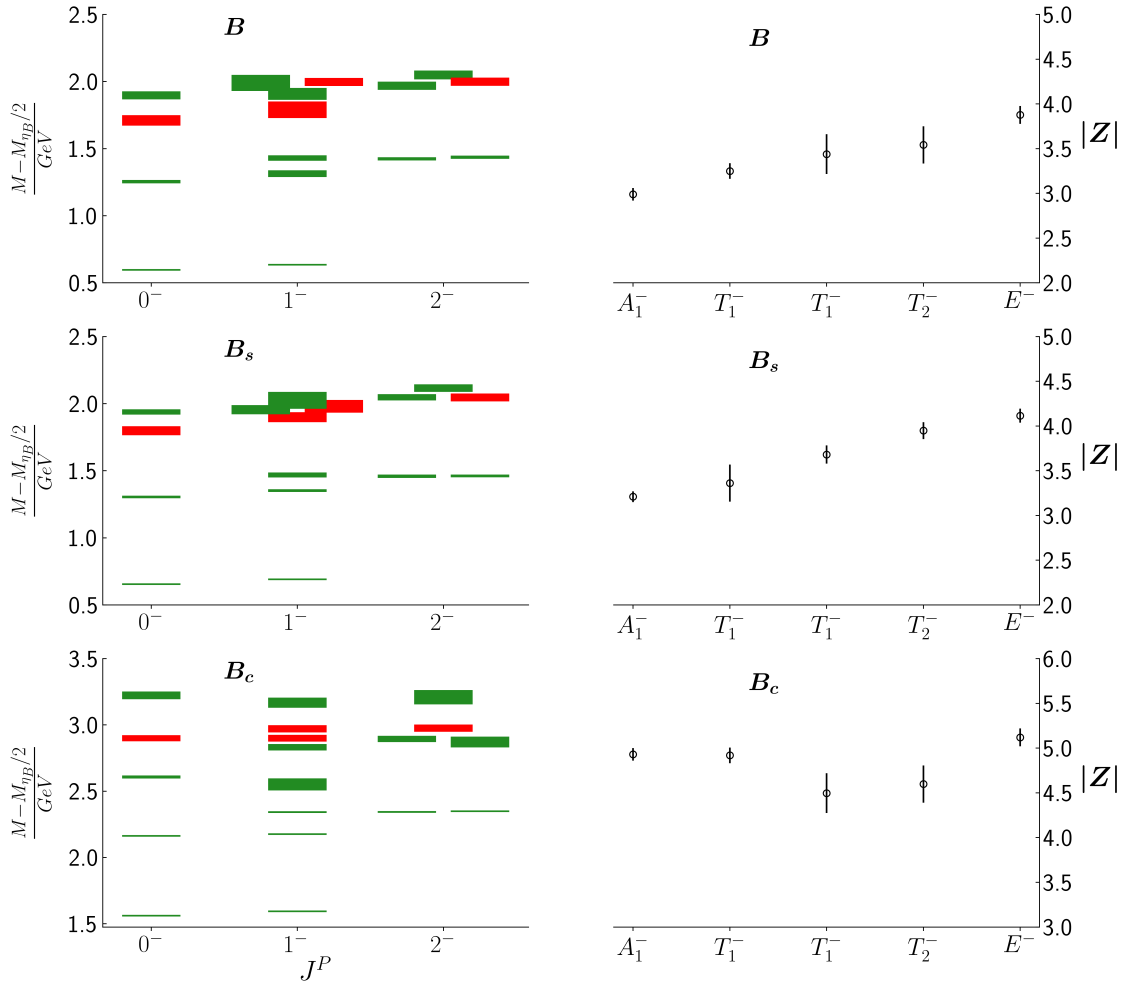 B
2.5
2.0
1.5
1.0
0.5
M−M_{η_B}/2
GeV
0⁻ 1⁻ 2⁻
B
5.0
4.5
4.0
3.5
3.0
2.5
2.0
|Z|
A₁⁻ T₁⁻ T₁⁻ T₂⁻ E⁻
B_s
2.5
2.0
1.5
1.0
0.5
M−M_{η_B}/2
GeV
0⁻ 1⁻ 2⁻
B_s
5.0
4.5
4.0
3.5
3.0
2.5
2.0
|Z|
A₁⁻ T₁⁻ T₁⁻ T₂⁻ E⁻
B_c
3.5
3.0
2.5
2.0
1.5
M−M_{η_B}/2
GeV
0⁻ 1⁻ 2⁻
J^P
B_c
6.0
5.5
5.0
4.5
4.0
3.5
3.0
|Z|
A₁⁻ T₁⁻ T₁⁻ T₂⁻ E⁻